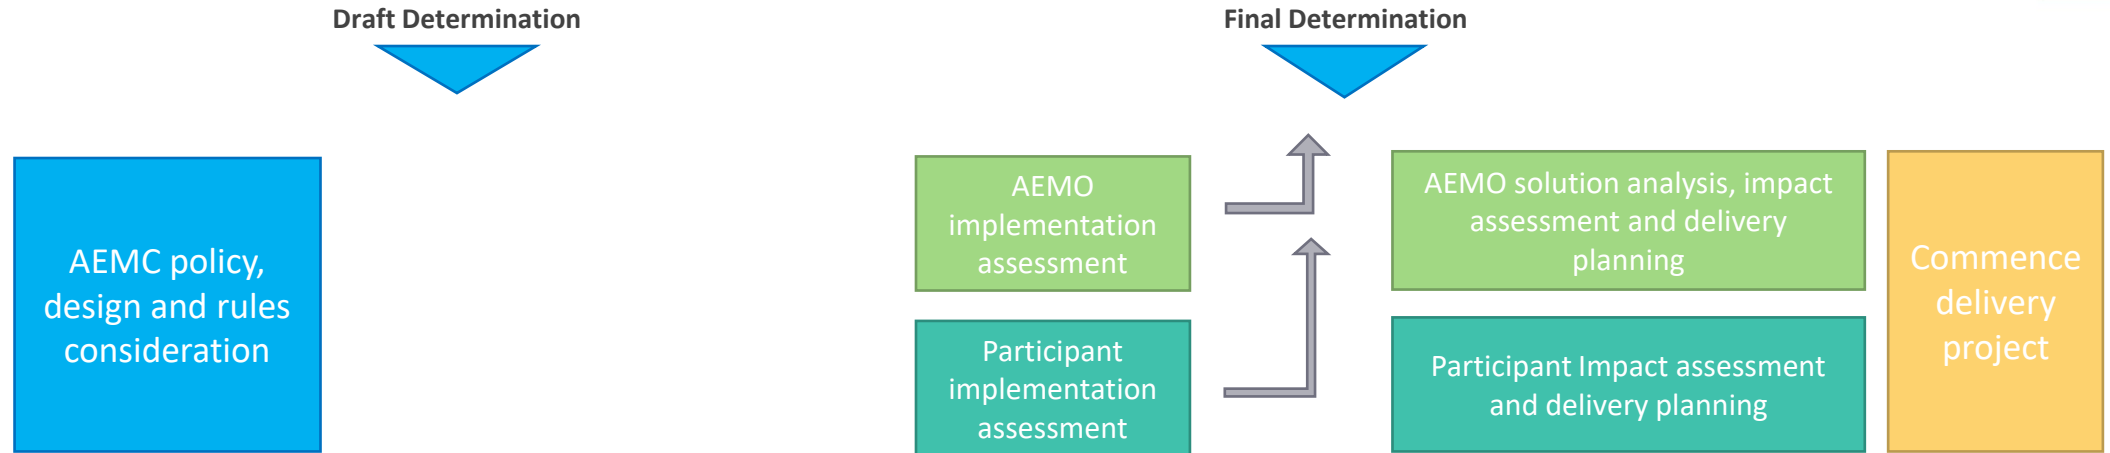 Draft Determination
Final Determination
AEMC policy,
design and rules
consideration
AEMO
implementation
assessment
Participant
implementation
assessment
AEMO solution analysis, impact
assessment and delivery
planning
Participant Impact assessment
and delivery planning
Commence
delivery
project